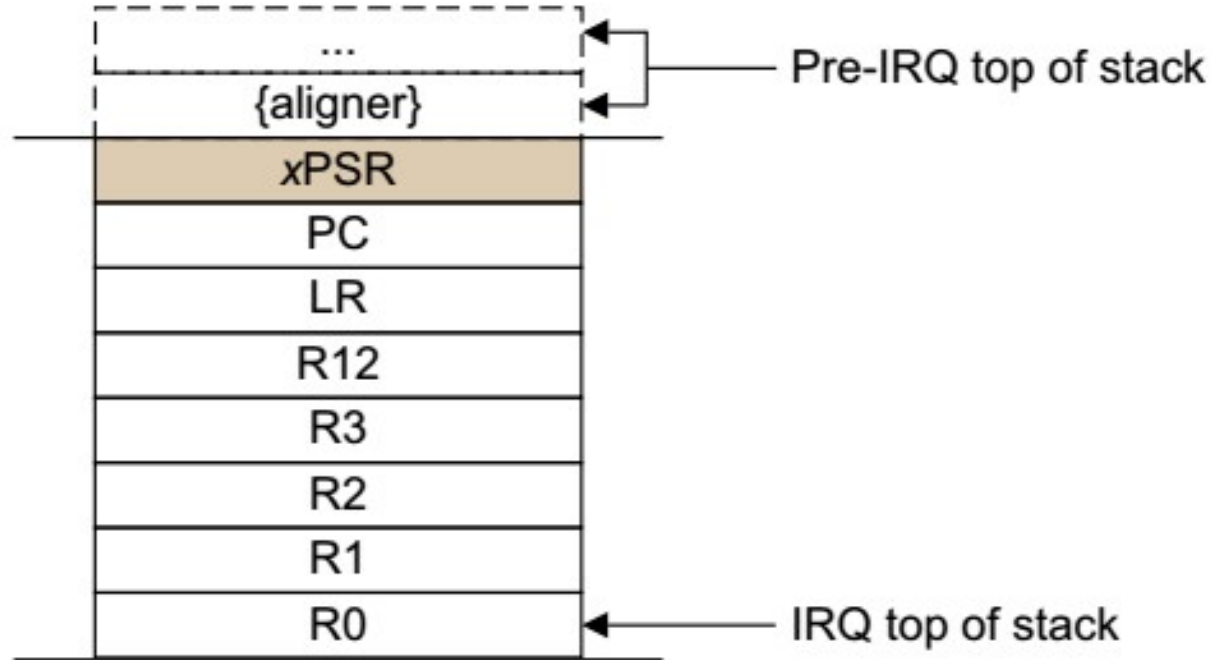 ...
Pre-IRQ top of stack
{aligner}
xPSR
PC
LR
R12
R3
R2
R1
R0
IRQ top of stack